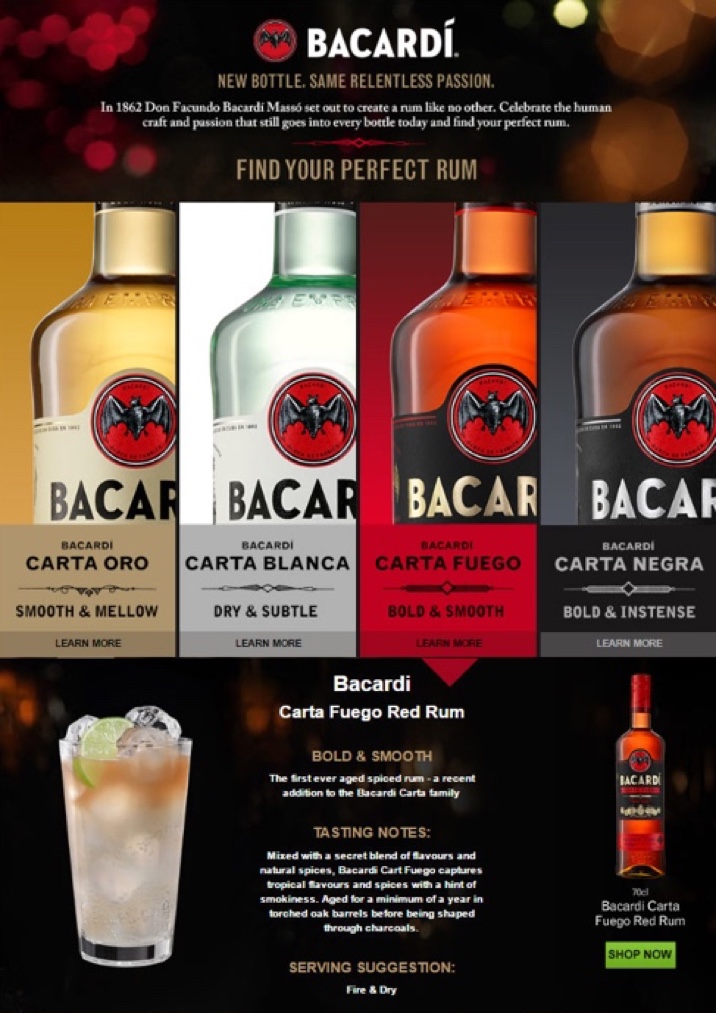 BACARDÍ.
NEW BOTTLE. SAME RELENTLESS PASSION.
In 1862 Don Facundo Bacardí Massó set out to create a rum like no other. Celebrate the human
craft and passion that still goes into every bottle today and find your perfect rum.
FIND YOUR PERFECT RUM
BACARDI
BACAR
BACARDÍ
CARTA ORO
SMOOTH & MELLOW
LEARN MORE
BACARDI
BACAR
BACARDÍ
CARTA BLANCA
DRY & SUBTLE
LEARN MORE
BACARDI
BACAR
BACARDÍ
CARTA FUEGO
BOLD & SMOOTH
LEARN MORE
BACARDI
BACAR
BACARDÍ
CARTA NEGRA
BOLD & INSTENSE
LEARN MORE
Bacardi
Carta Fuego Red Rum
BOLD & SMOOTH
The first ever aged spiced rum - a recent
addition to the Bacardi Carta family
TASTING NOTES:
Mixed with a secret blend of flavours and
natural spices, Bacardi Cart Fuego captures
tropical flavours and spices with a hint of
smokiness. Aged for a minimum of a year in
torched oak barrels before being shaped
through charcoals.
SERVING SUGGESTION:
Fire & Dry
BACARDÍ
70cl
Bacardi Carta
Fuego Red Rum
SHOP NOW